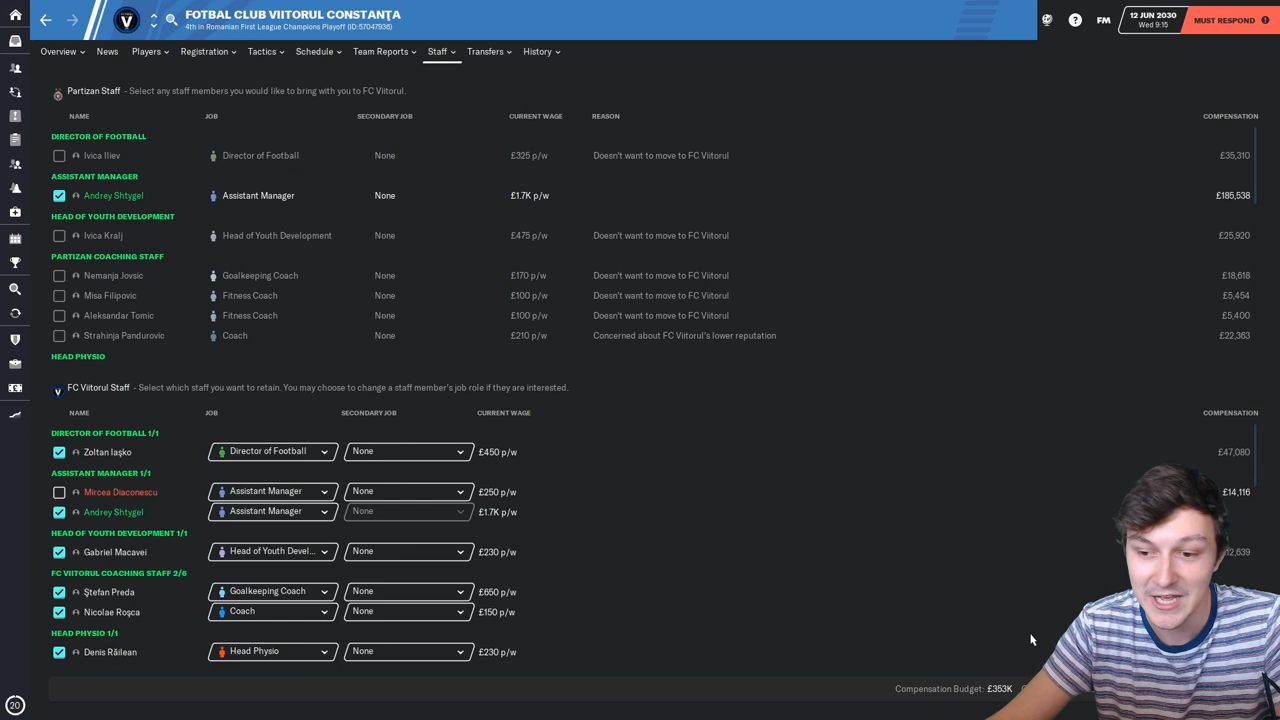 FOTBAL CLUB VIITORUL CONSTANŢA
4th in Romanian First League Champions Playoff (ID:57047936)
FM
12 JUN 2030
Wed 9:15
MUST RESPOND
Overview News Players Registration Tactics Schedule Team Reports Staff Transfers History
Partizan Staff - Select any staff members you would like to bring with you to FC Viitorul.
NAME JOB SECONDARY JOB CURRENT WAGE REASON COMPENSATION
DIRECTOR OF FOOTBALL
Ivica Iliev Director of Football None £325 p/w Doesn't want to move to FC Viitorul £35,310
ASSISTANT MANAGER
Andrey Shtygel Assistant Manager None £1.7K p/w £185,538
HEAD OF YOUTH DEVELOPMENT
Ivica Kralj Head of Youth Development None £475 p/w Doesn't want to move to FC Viitorul £25,920
PARTIZAN COACHING STAFF
Nemanja Jovsic Goalkeeping Coach None £170 p/w Doesn't want to move to FC Viitorul £18,618
Misa Filipovic Fitness Coach None £100 p/w Doesn't want to move to FC Viitorul £5,454
Aleksandar Tomic Fitness Coach None £100 p/w Doesn't want to move to FC Viitorul £5,400
Strahinja Pandurovic Coach None £210 p/w Concerned about FC Viitorul's lower reputation £22,363
HEAD PHYSIO
V FC Viitorul Staff - Select which staff you want to retain. You may choose to change a staff member's job role if they are interested.
NAME JOB SECONDARY JOB CURRENT WAGE COMPENSATION
DIRECTOR OF FOOTBALL 1/1
Zoltan Iaşko Director of Football None £450 p/w £47,080
ASSISTANT MANAGER 1/1
Mircea Diaconescu Assistant Manager None £250 p/w £14,116
Andrey Shtygel Assistant Manager None £1.7K p/w
HEAD OF YOUTH DEVELOPMENT 1/1
Gabriel Macavei Head of Youth Devel... None £230 p/w 12,639
FC VIITORUL COACHING STAFF 2/6
Ştefan Preda Goalkeeping Coach None £650 p/w
Nicolae Roşca Coach None £150 p/w
HEAD PHYSIO 1/1
Denis Răilean Head Physio None £230 p/w
Compensation Budget: £353K
20